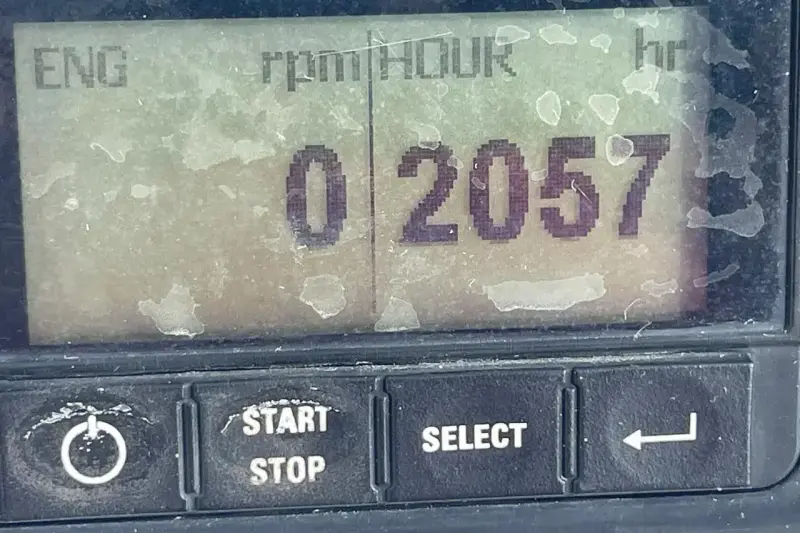 ENG rpm HOUR hr
0 2057
START STOP SELECT